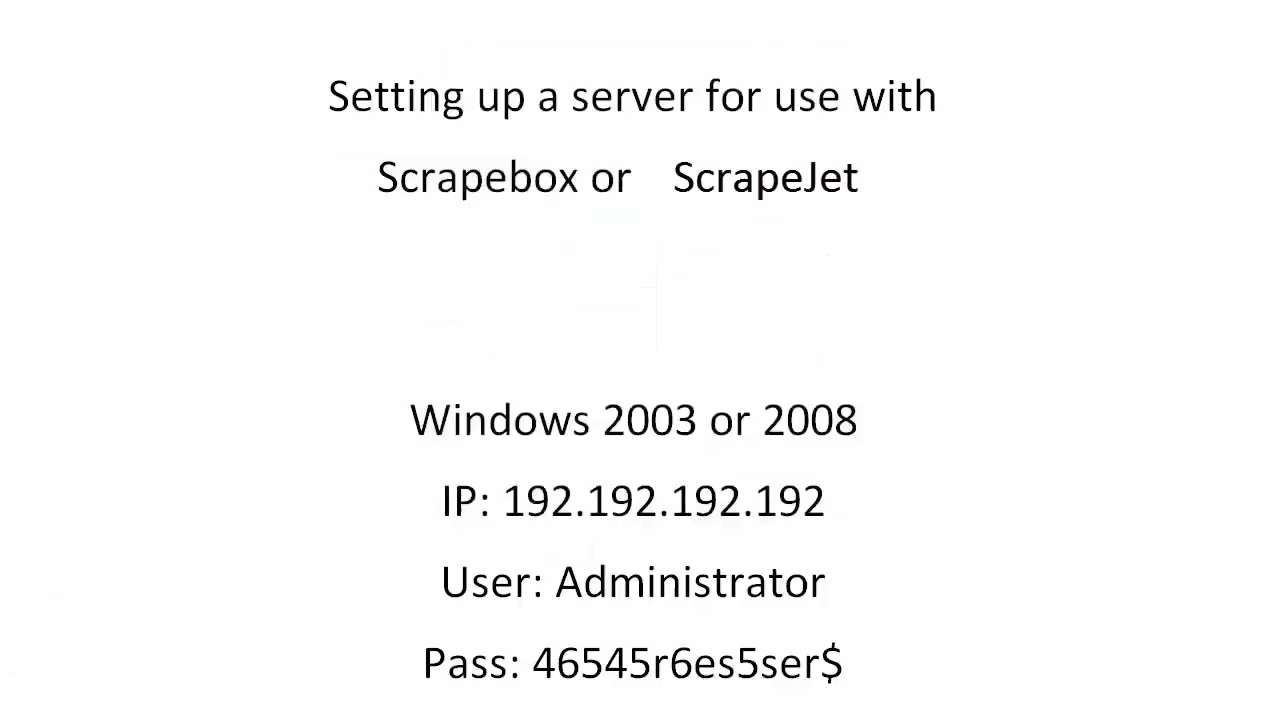 Setting up a server for use with
Scrapebox or ScrapeJet
Windows 2003 or 2008
IP: 192.192.192.192
User: Administrator
Pass: 46545r6es5ser$